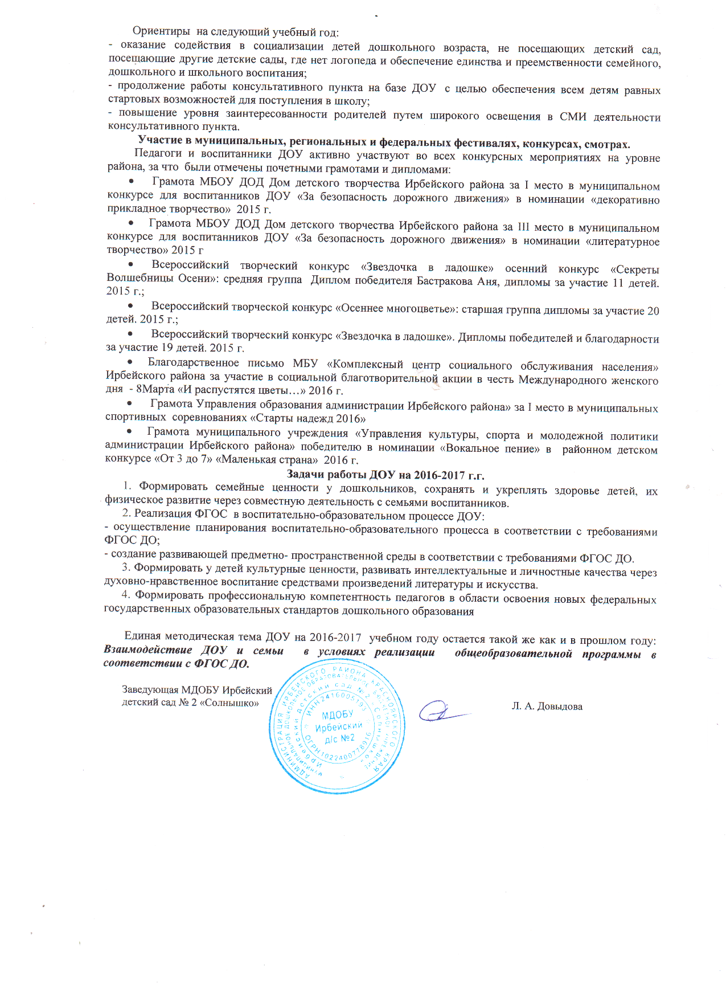 Ориентиры на следующий учебный год:
- оказание содействия в социализации детей дошкольного возраста, не посещающих детский сад,
посещающие другие детские сады, где нет логопеда и обеспечение единства и преемственности семейного,
дошкольного и школьного воспитания;
- продолжение работы консультативного пункта на базе ДОУ с целью обеспечения всем детям равных
стартовых возможностей для поступления в школу;
- повышение уровня заинтересованности родителей путем широкого освещения в СМИ деятельности
консультативного пункта.
Участие в муниципальных, региональных и федеральных фестивалях, конкурсах, смотрах.
Педагоги и воспитанники ДОУ активно участвуют во всех конкурсных мероприятиях на уровне
района, за что были отмечены почетными грамотами и дипломами:
• Грамота МБОУ ДОД Дом детского творчества Ирбейского района за I место в муниципальном
конкурсе для воспитанников ДОУ «За безопасность дорожного движения» в номинации «декоративно
прикладное творчество» 2015 г.
• Грамота МБОУ ДОД Дом детского творчества Ирбейского района за III место в муниципальном
конкурсе для воспитанников ДОУ «За безопасность дорожного движения» в номинации «литературное
творчество» 2015 г
• Всероссийский творческий конкурс «Звездочка в ладошке» осенний конкурс «Секреты
Волшебницы Осени»: средняя группа Диплом победителя Бастракова Аня, дипломы за участие 11 детей.
2015 г.;
• Всероссийский творческой конкурс «Осеннее многоцветье»: старшая группа дипломы за участие 20
детей. 2015 г.;
• Всероссийский творческий конкурс «Звездочка в ладошке». Дипломы победителей и благодарности
за участие 19 детей. 2015 г.
• Благодарственное письмо МБУ «Комплексный центр социального обслуживания населения»
Ирбейского района за участие в социальной благотворительной акции в честь Международного женского
дня - 8Марта «И распустятся цветы…» 2016 г.
• Грамота Управления образования администрации Ирбейского района» за I место в муниципальных
спортивных соревнованиях «Старты надежд 2016»
• Грамота муниципального учреждения «Управления культуры, спорта и молодежной политики
администрации Ирбейского района» победителю в номинации «Вокальное пение» в районном детском
конкурсе «От 3 до 7» «Маленькая страна» 2016 г.
Задачи работы ДОУ на 2016-2017 г.г.
1. Формировать семейные ценности у дошкольников, сохранять и укреплять здоровье детей, их
физическое развитие через совместную деятельность с семьями воспитанников.
2. Реализация ФГОС в воспитательно-образовательном процессе ДОУ:
- осуществление планирования воспитательно-образовательного процесса в соответствии с требованиями
ФГОС ДО;
- создание развивающей предметно- пространственной среды в соответствии с требованиями ФГОС ДО.
3. Формировать у детей культурные ценности, развивать интеллектуальные и личностные качества через
духовно-нравственное воспитание средствами произведений литературы и искусства.
4. Формировать профессиональную компетентность педагогов в области освоения новых федеральных
государственных образовательных стандартов дошкольного образования
Единая методическая тема ДОУ на 2016-2017 учебном году остается такой же как и в прошлом году:
Взаимодействие ДОУ и семьи в условиях реализации общеобразовательной программы в
соответствии с ФГОС ДО.
Заведующая МДОБУ Ирбейский
детский сад № 2 «Солнышко»
Л. А. Довыдова
АДМИНИСТРАЦИЯ ИРБЕЙСКОГО РАЙОНА КРАСНОЯРСКОГО КРАЯ
Ирбейский детский сад № 2 «Солнышко»
ИНН2416005193
ОГРН1022400778916
МДОБУ
Ирбейский
д/с №2